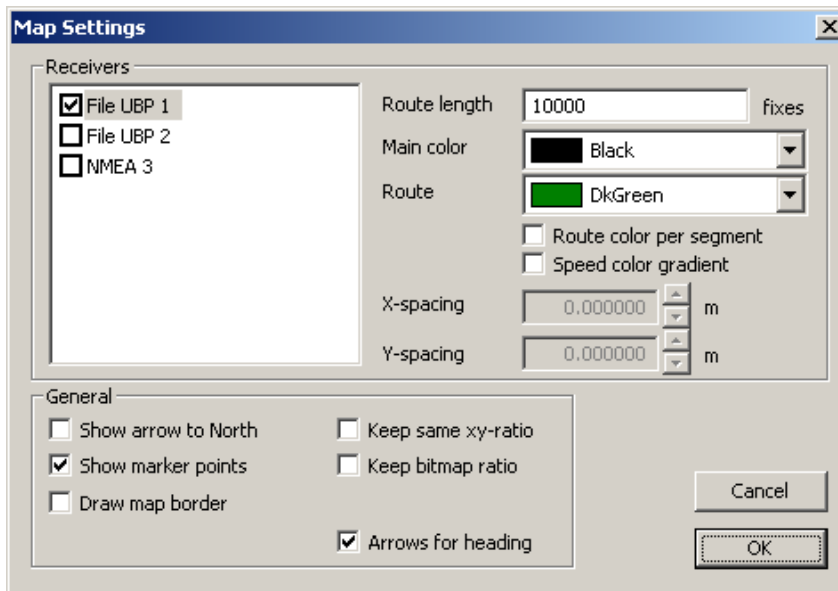 Map Settings
Receivers
File UBP 1
File UBP 2
NMEA 3
Route length 10000 fixes
Main color Black
Route DkGreen
Route color per segment
Speed color gradient
X-spacing 0.000000 m
Y-spacing 0.000000 m
General
Show arrow to North Keep same xy-ratio
Show marker points Keep bitmap ratio
Draw map border
Arrows for heading
Cancel
OK